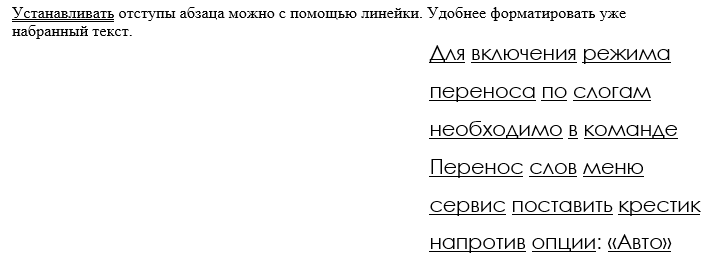 Устанавливать отступы абзаца можно с помощью линейки. Удобнее форматировать уже
набранный текст.
Для включения режима
переноса по слогам
необходимо в команде
Перенос слов меню
сервис поставить крестик
напротив опции: «Авто»